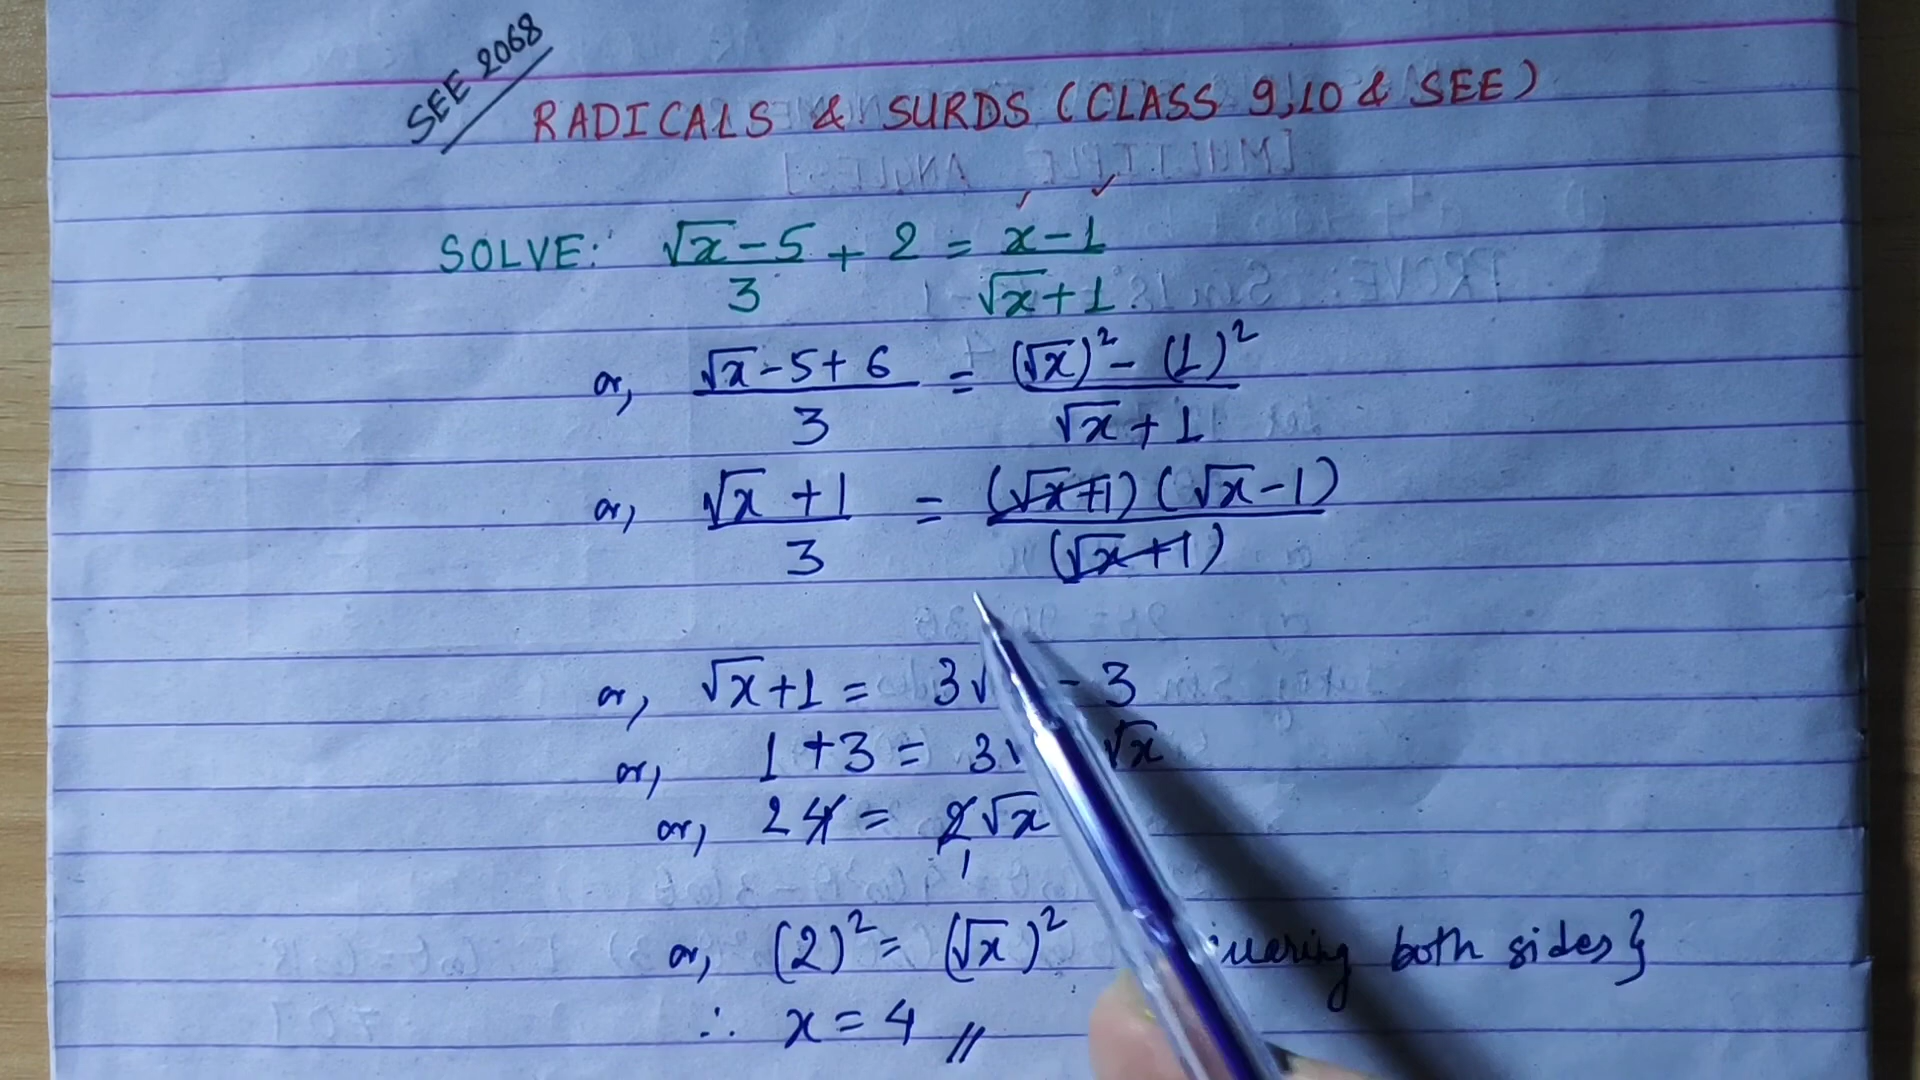 SEE 2068
RADICALS & SURDS (CLASS 9,10 & SEE)
SOLVE: (√x - 5)/3 + 2 = (x - 1)/(√x + 1)
or, (√x - 5 + 6)/3 = ((√x)² - (1)²)/(√x + 1)
or, (√x + 1)/3 = ((√x + 1)(√x - 1))/((√x + 1))
or, √x + 1 = 3√ - 3
or, 1 + 3 = 3√ √x
or, 2 4 = 2√x
1
or, (2)² = (√x)² both sides}
∴ x = 4 //